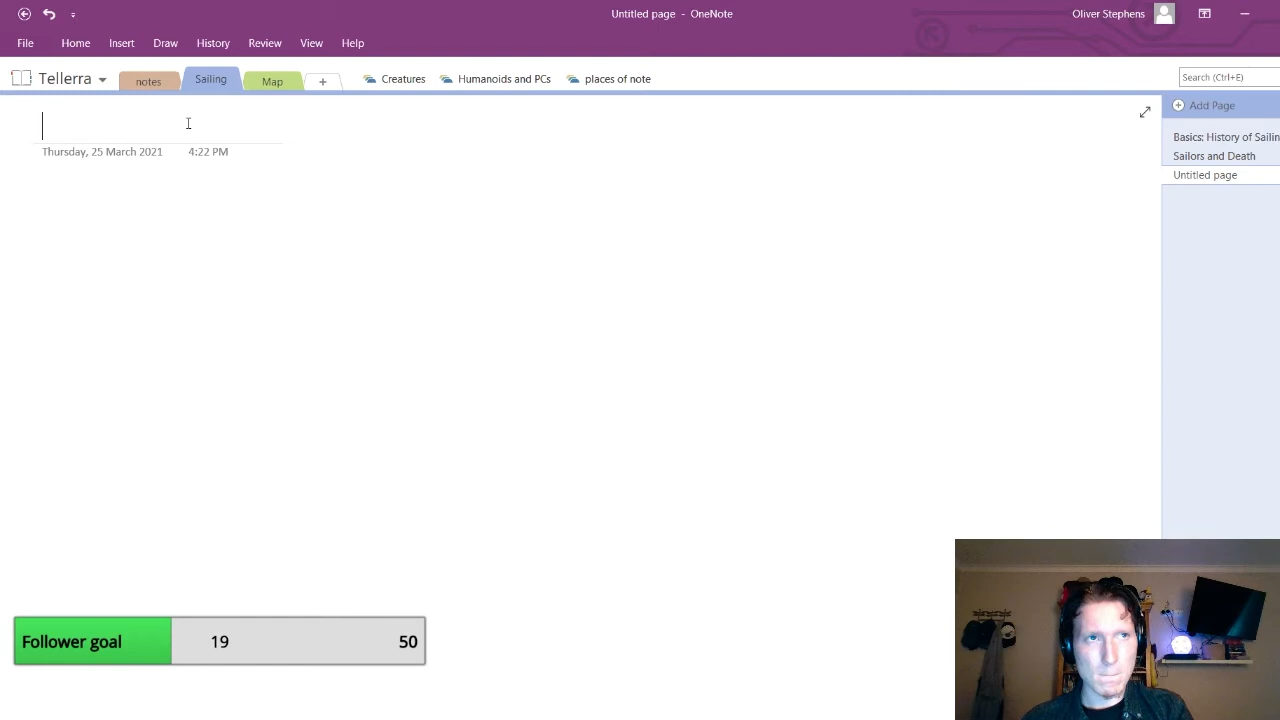 Untitled page - OneNote
Oliver Stephens
File Home Insert Draw History Review View Help
Tellerra notes Sailing Map + Creatures Humanoids and PCs places of note
Search (Ctrl+E)
Add Page
Thursday, 25 March 2021 4:22 PM
Basics: History of Sailin
Sailors and Death
Untitled page
Follower goal 19 50